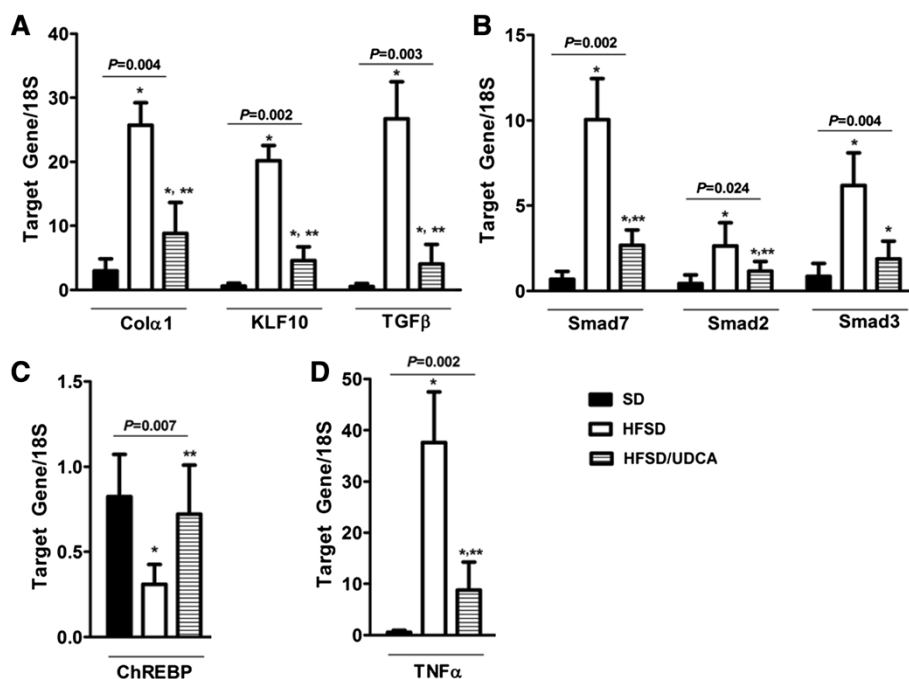 A
Target Gene/18S
40
30
20
10
0
P=0.004
*
*, **
P=0.002
*
*, **
P=0.003
*
*, **
Colα1 KLF10 TGFβ
B
Target Gene/18S
15
10
5
0
P=0.002
*
*,**
P=0.024
*
*,**
P=0.004
*
*
Smad7 Smad2 Smad3
C
Target Gene/18S
1.5
1.0
0.5
0.0
P=0.007
*
**
ChREBP
D
Target Gene/18S
50
40
30
20
10
0
P=0.002
*
*,**
TNFα
SD
HFSD
HFSD/UDCA